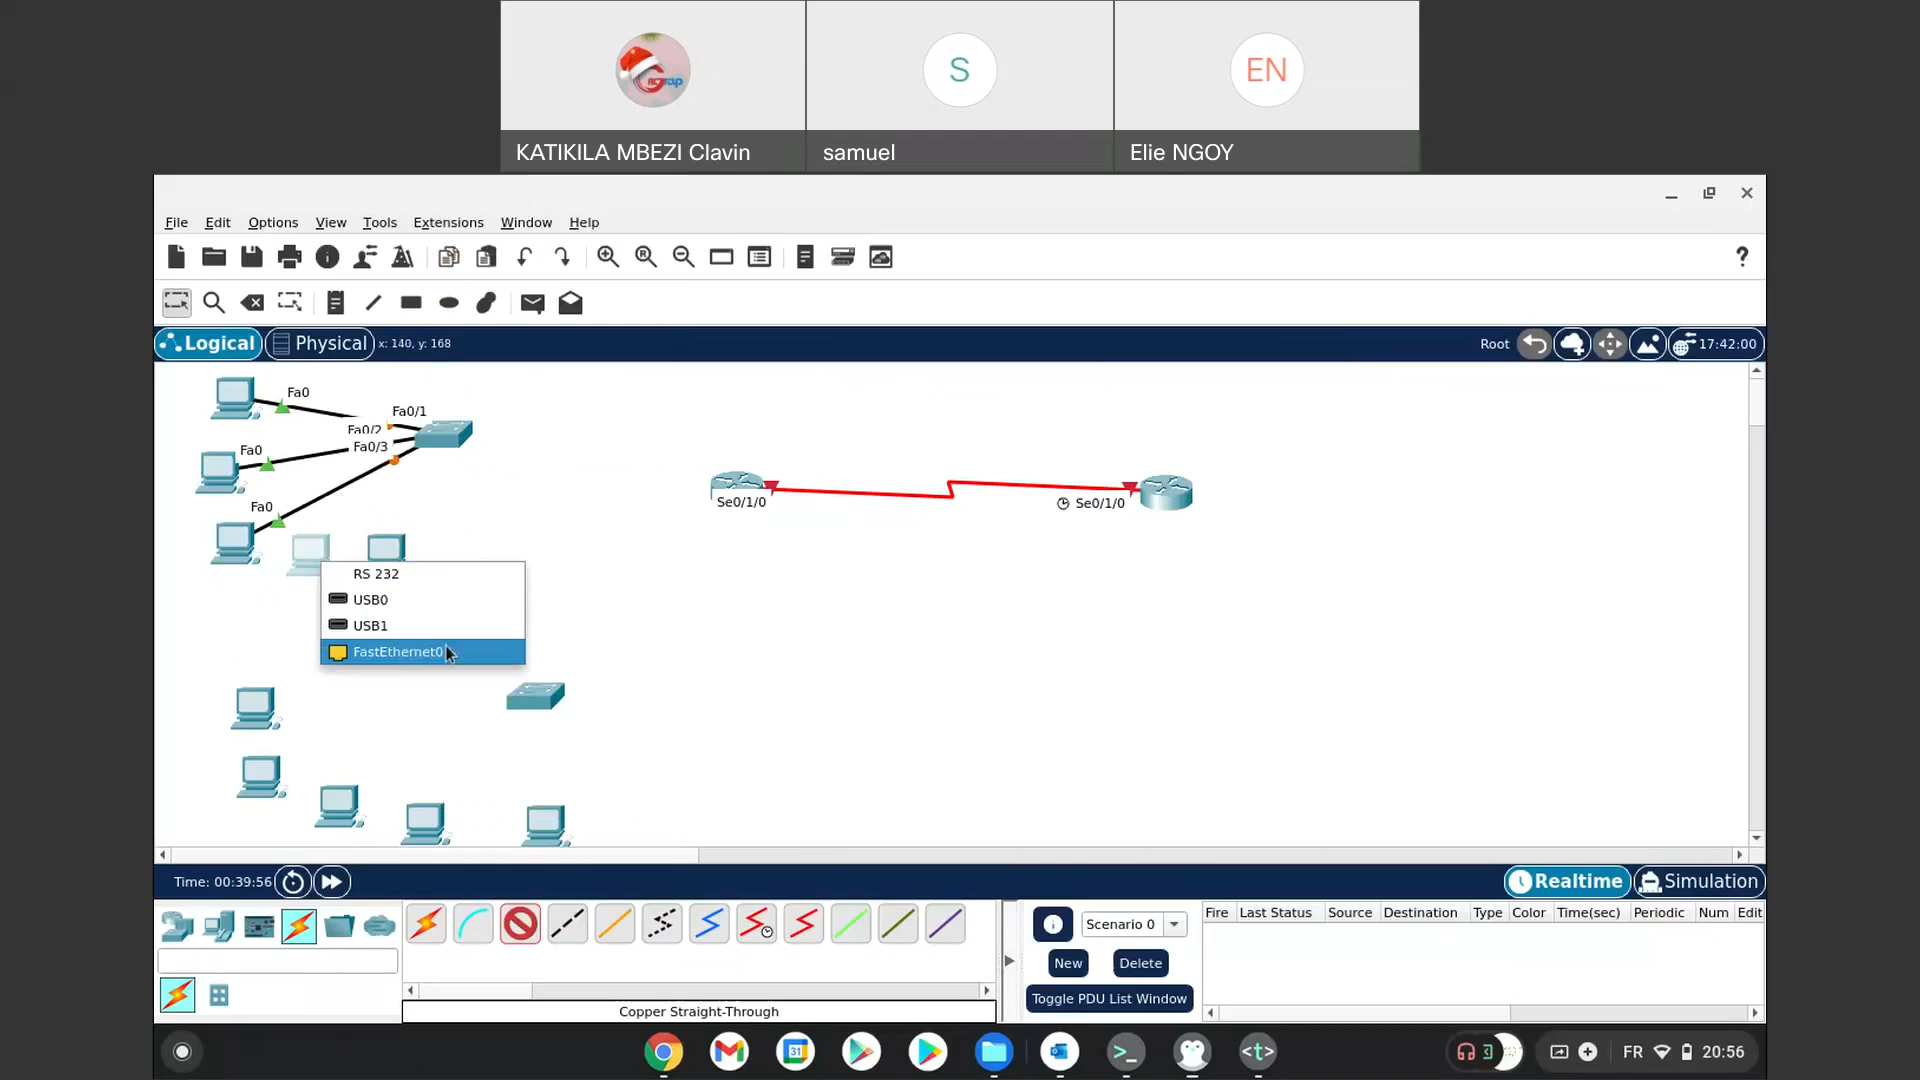 S
EN
KATIKILA MBEZI Clavin
samuel
Elie NGOY
File Edit Options View Tools Extensions Window Help
?
Logical
Physical
x: 140, y: 168
Root
17:42:00
Fa0
Fa0/1
Fa0/2
Fa0
Fa0/3
Fa0
Se0/1/0
Se0/1/0
RS 232
USB0
USB1
FastEthernet0
Time: 00:39:56
Realtime
Simulation
Scenario 0
New
Delete
Toggle PDU List Window
Fire Last Status Source Destination Type Color Time(sec) Periodic Num Edit
Copper Straight-Through
31
>_
<t>
3
FR
20:56